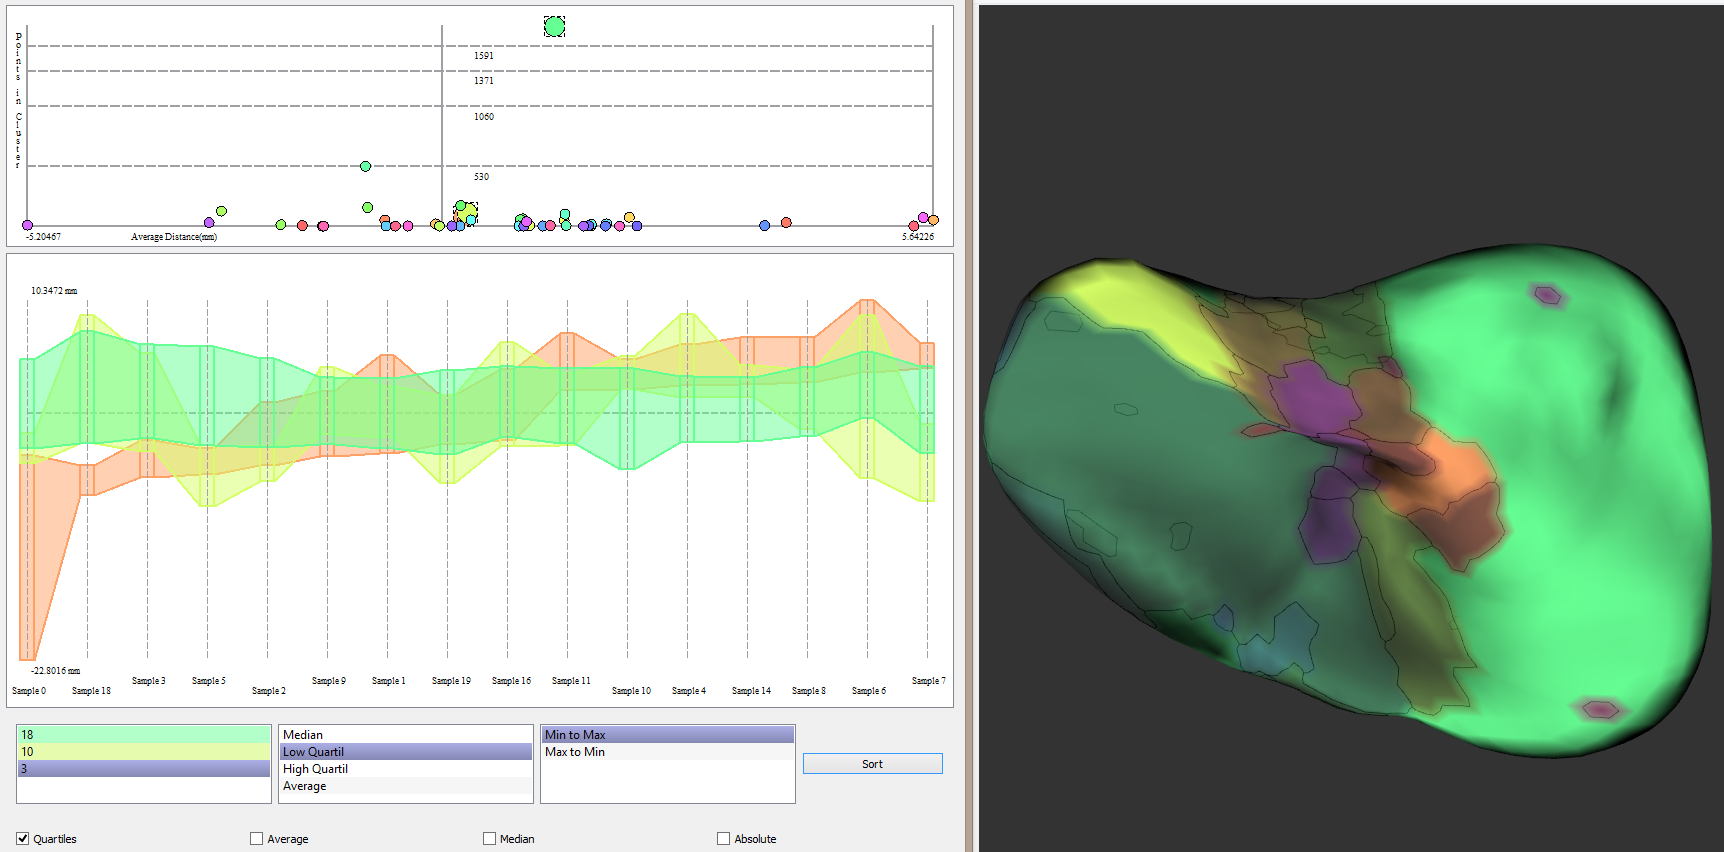 Points in Cluster
1591
1371
1060
530
-5.20467
Average Distance(mm)
5.64226
10.3472 mm
-22.8016 mm
Sample 0 Sample 18 Sample 3 Sample 5 Sample 2 Sample 9 Sample 1 Sample 19 Sample 16 Sample 11 Sample 10 Sample 4 Sample 14 Sample 8 Sample 6 Sample 7
18
10
3
Median
Low Quartil
High Quartil
Average
Min to Max
Max to Min
Sort
Quartiles
Average
Median
Absolute